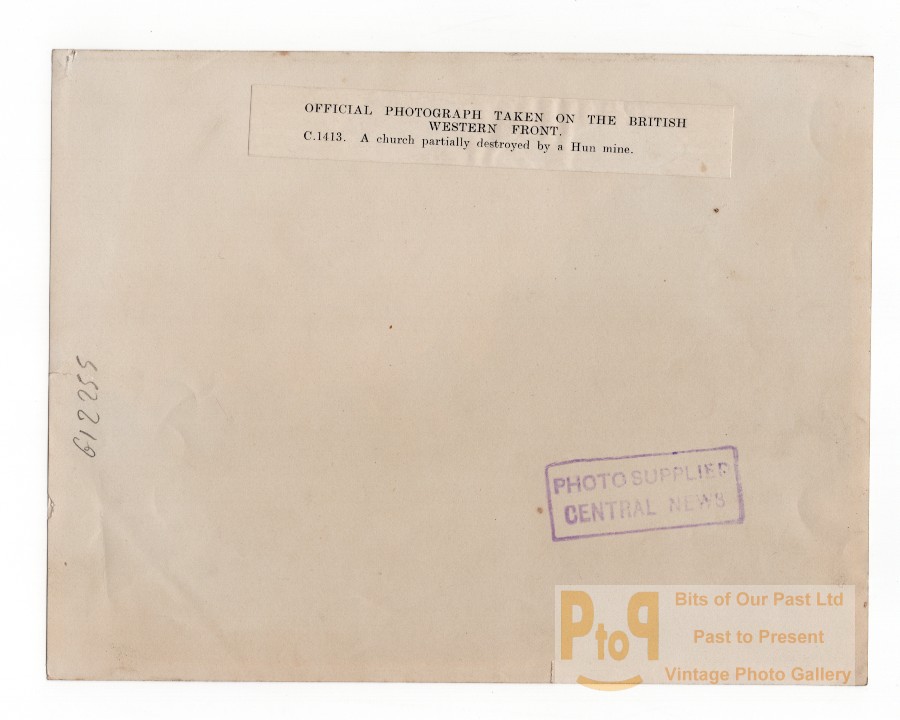 OFFICIAL PHOTOGRAPH TAKEN ON THE BRITISH
WESTERN FRONT.
C.1413. A church partially destroyed by a Hun mine.
G12255
PHOTO SUPPLIED
CENTRAL NEWS
PtoP
Bits of Our Past Ltd
Past to Present
Vintage Photo Gallery